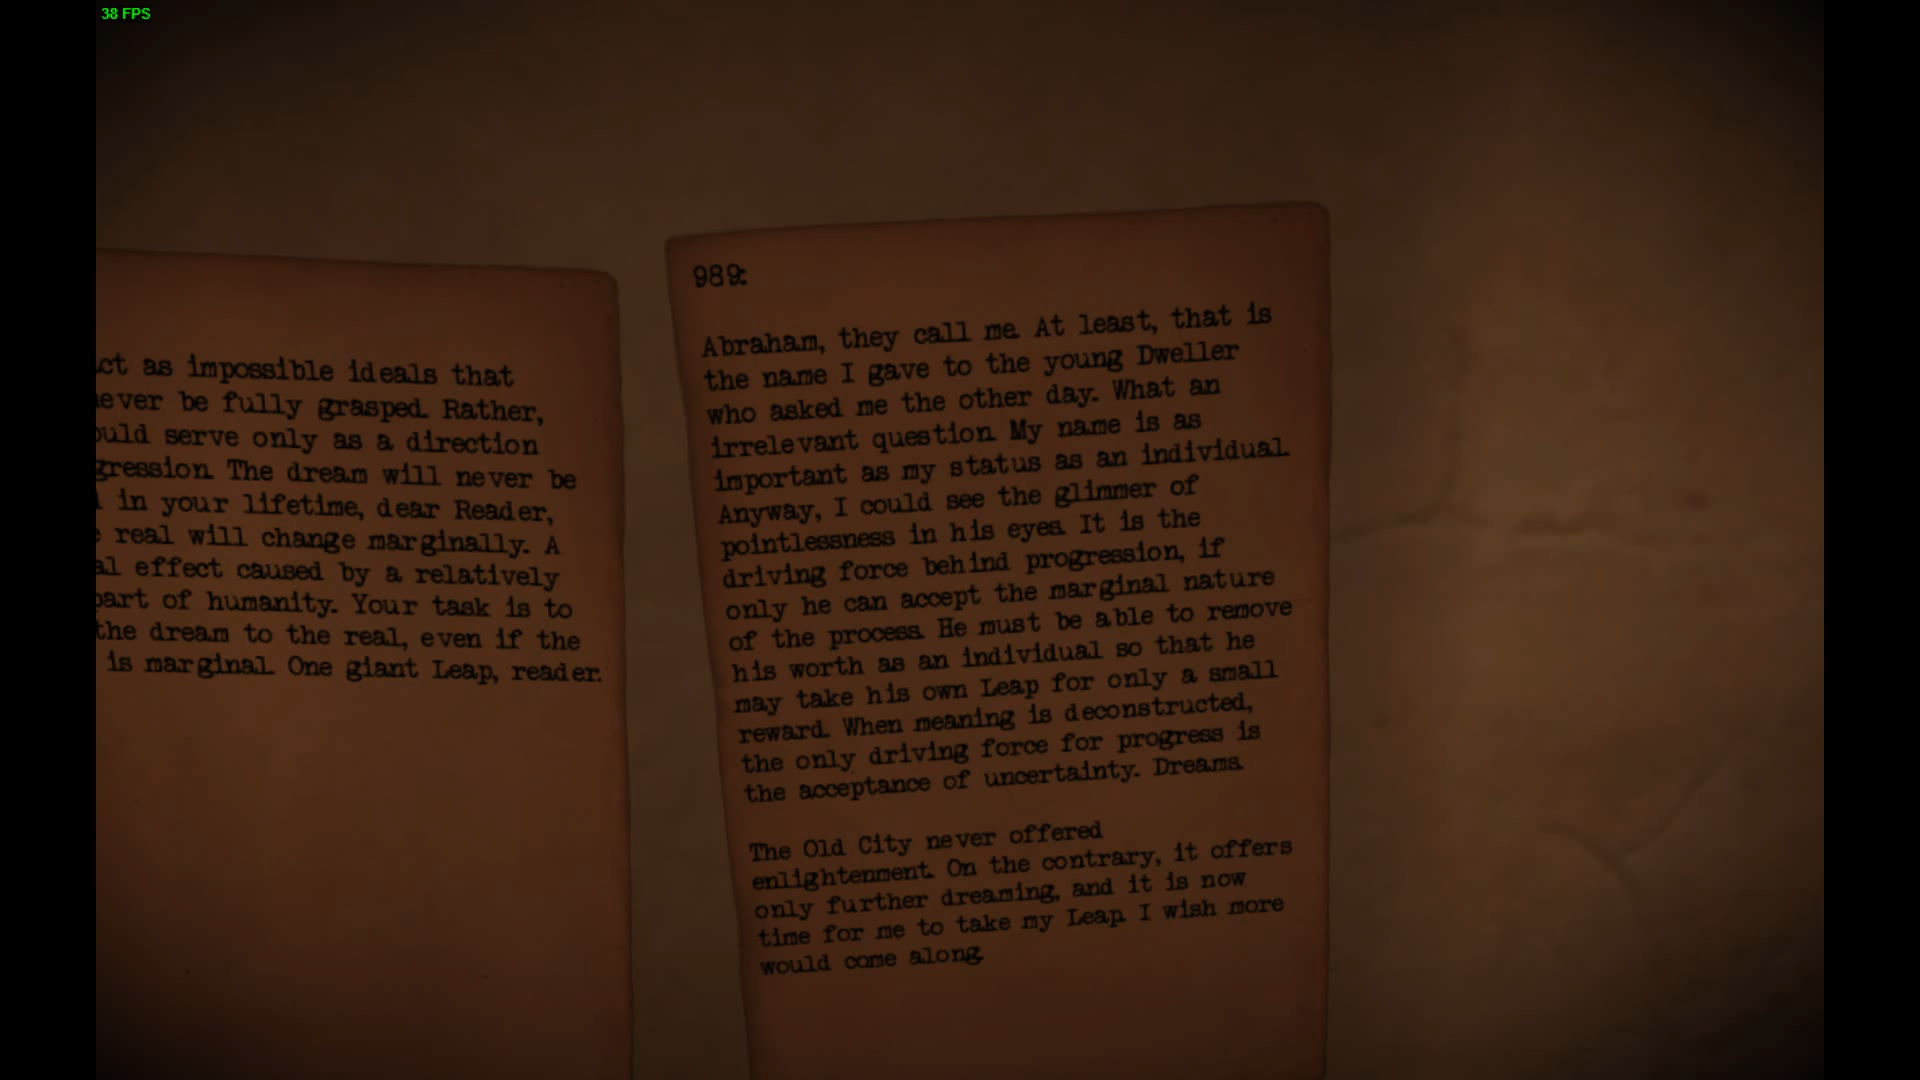 38 FPS
as impossible ideals that
be fully grasped. Rather,
serve only as a direction
The dream will never be
in your lifetime, dear Reader,
real will change marginally. A
effect caused by a relatively
part of humanity. Your task is to
the dream to the real, even if the
is marginal. One giant Leap, reader.
989:
Abraham, they call me. At least, that is
the name I gave to the young Dweller
who asked me the other day. What an
irrelevant question. My name is as
important as my status as an individual.
Anyway, I could see the glimmer of
pointlessness in his eyes. It is the
driving force behind progression, if
only he can accept the marginal nature
of the process. He must be able to remove
his worth as an individual so that he
may take his own Leap for only a small
reward. When meaning is deconstructed,
the only driving force for progress is
the acceptance of uncertainty. Dreams.
The Old City never offered
enlightenment. On the contrary, it offers
only further dreaming, and it is now
time for me to take my Leap. I wish more
would come along.